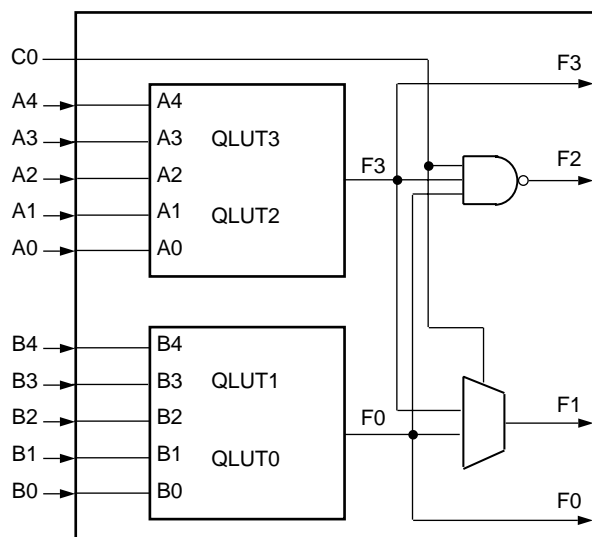 C0
F3
A4
A4
A3
A3
QLUT3
A2
A2
F3
F2
A1
A1
QLUT2
A0
A0
B4
B4
B3
B3
QLUT1
B2
B2
F0
F1
B1
B1
QLUT0
B0
B0
F0